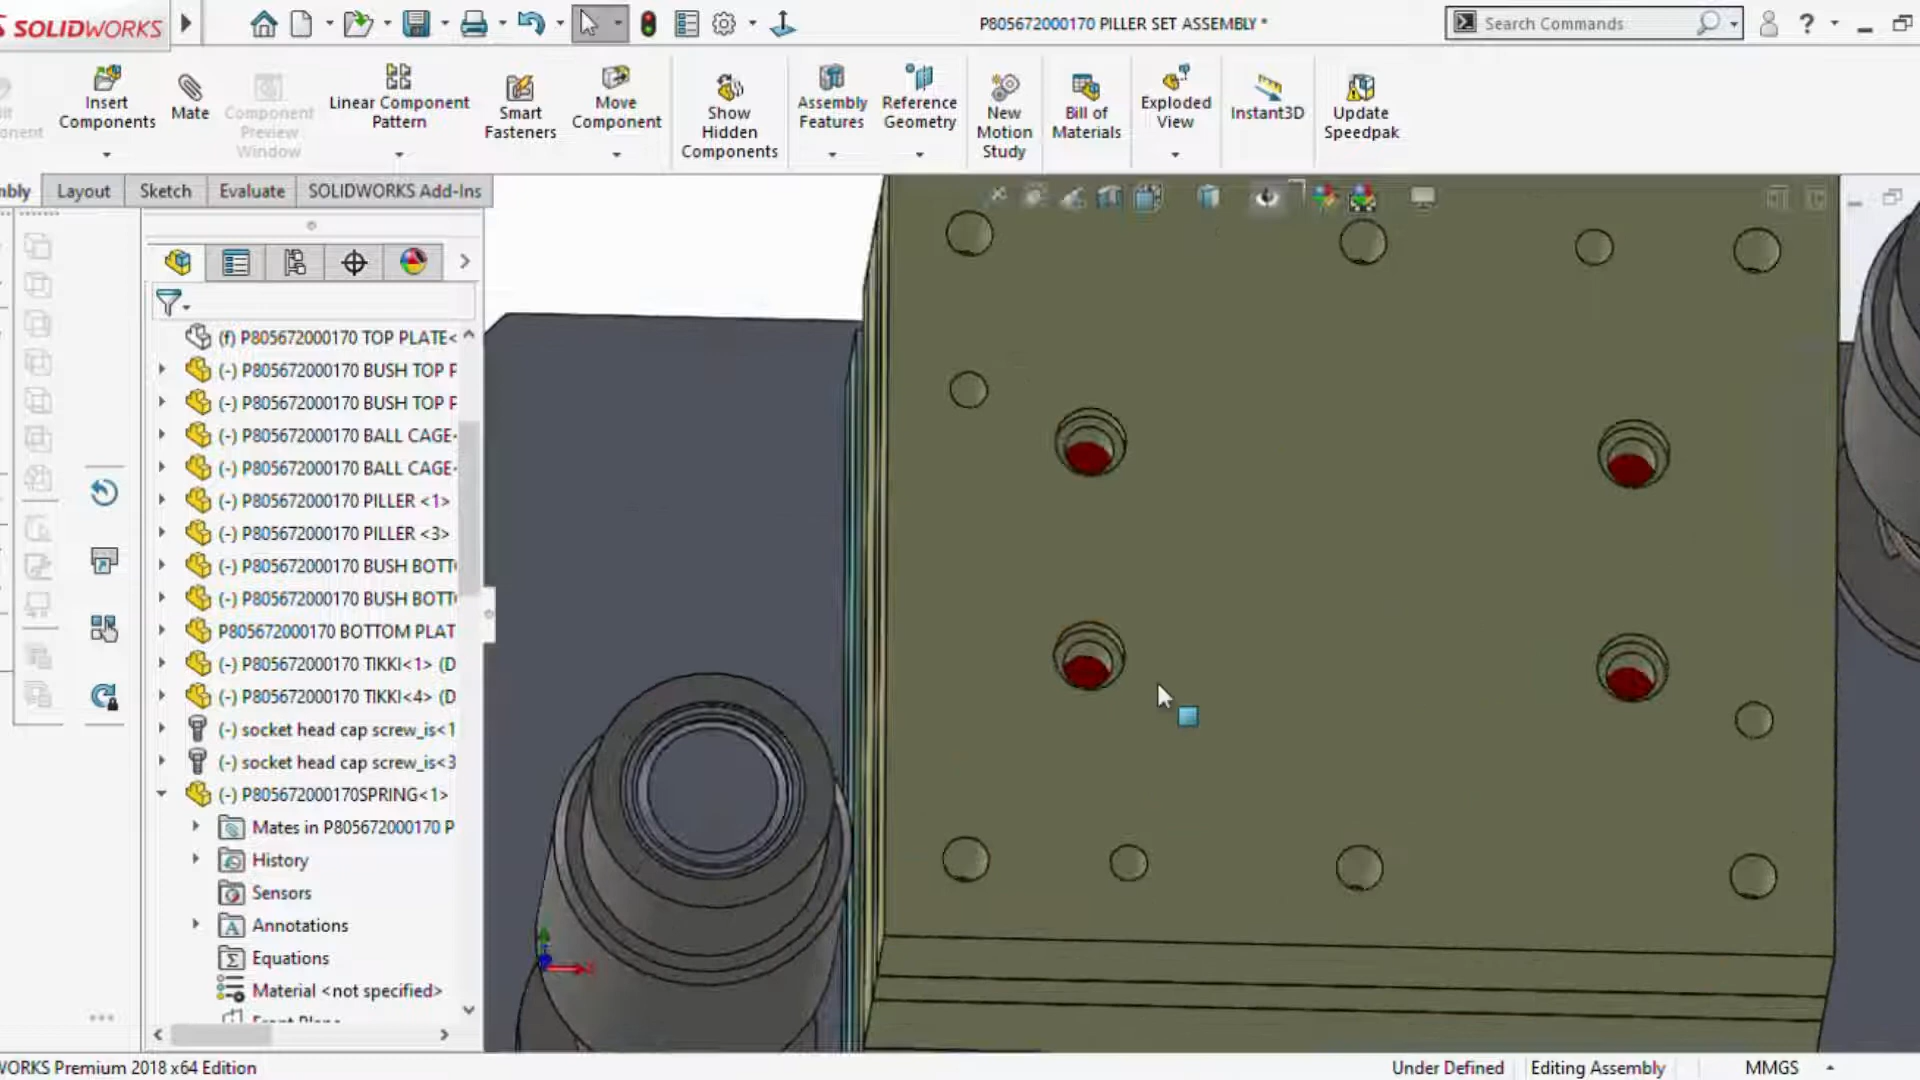 SOLIDWORKS
P805672000170 PILLER SET ASSEMBLY *
Search Commands
?
Insert Components
Mate
Component Preview Window
Linear Component Pattern
Smart Fasteners
Move Component
Show Hidden Components
Assembly Features
Reference Geometry
New Motion Study
Bill of Materials
Exploded View
Instant3D
Update Speedpak
nbly
Layout
Sketch
Evaluate
SOLIDWORKS Add-Ins
(f) P805672000170 TOP PLATE<
(-) P805672000170 BUSH TOP P
(-) P805672000170 BUSH TOP P
(-) P805672000170 BALL CAGE
(-) P805672000170 BALL CAGE
(-) P805672000170 PILLER <1>
(-) P805672000170 PILLER <3>
(-) P805672000170 BUSH BOTT
(-) P805672000170 BUSH BOTT
P805672000170 BOTTOM PLAT
(-) P805672000170 TIKKI<1> (D
(-) P805672000170 TIKKI<4> (D
(-) socket head cap screw_is<1
(-) socket head cap screw_is<3
(-) P805672000170SPRING<1>
Mates in P805672000170 P
History
Sensors
Annotations
Equations
Material <not specified>
WORKS Premium 2018 x64 Edition
Under Defined
Editing Assembly
MMGS